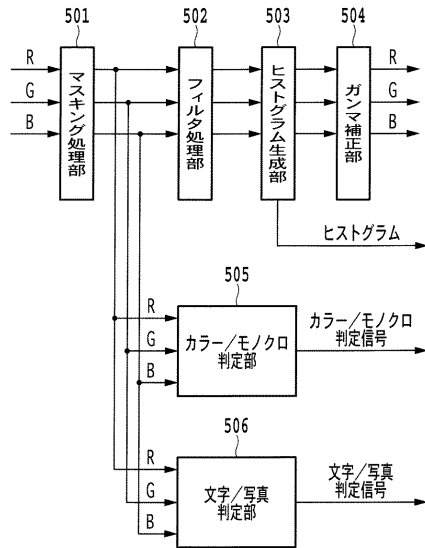 501
502
503
504
R
G
B
マスキング処理部
フィルタ処理部
ヒストグラム生成部
ガンマ補正部
R
G
B
ヒストグラム
505
R
G
B
カラー/モノクロ
判定部
カラー/モノクロ
判定信号
506
R
G
B
文字/写真
判定部
文字/写真
判定信号